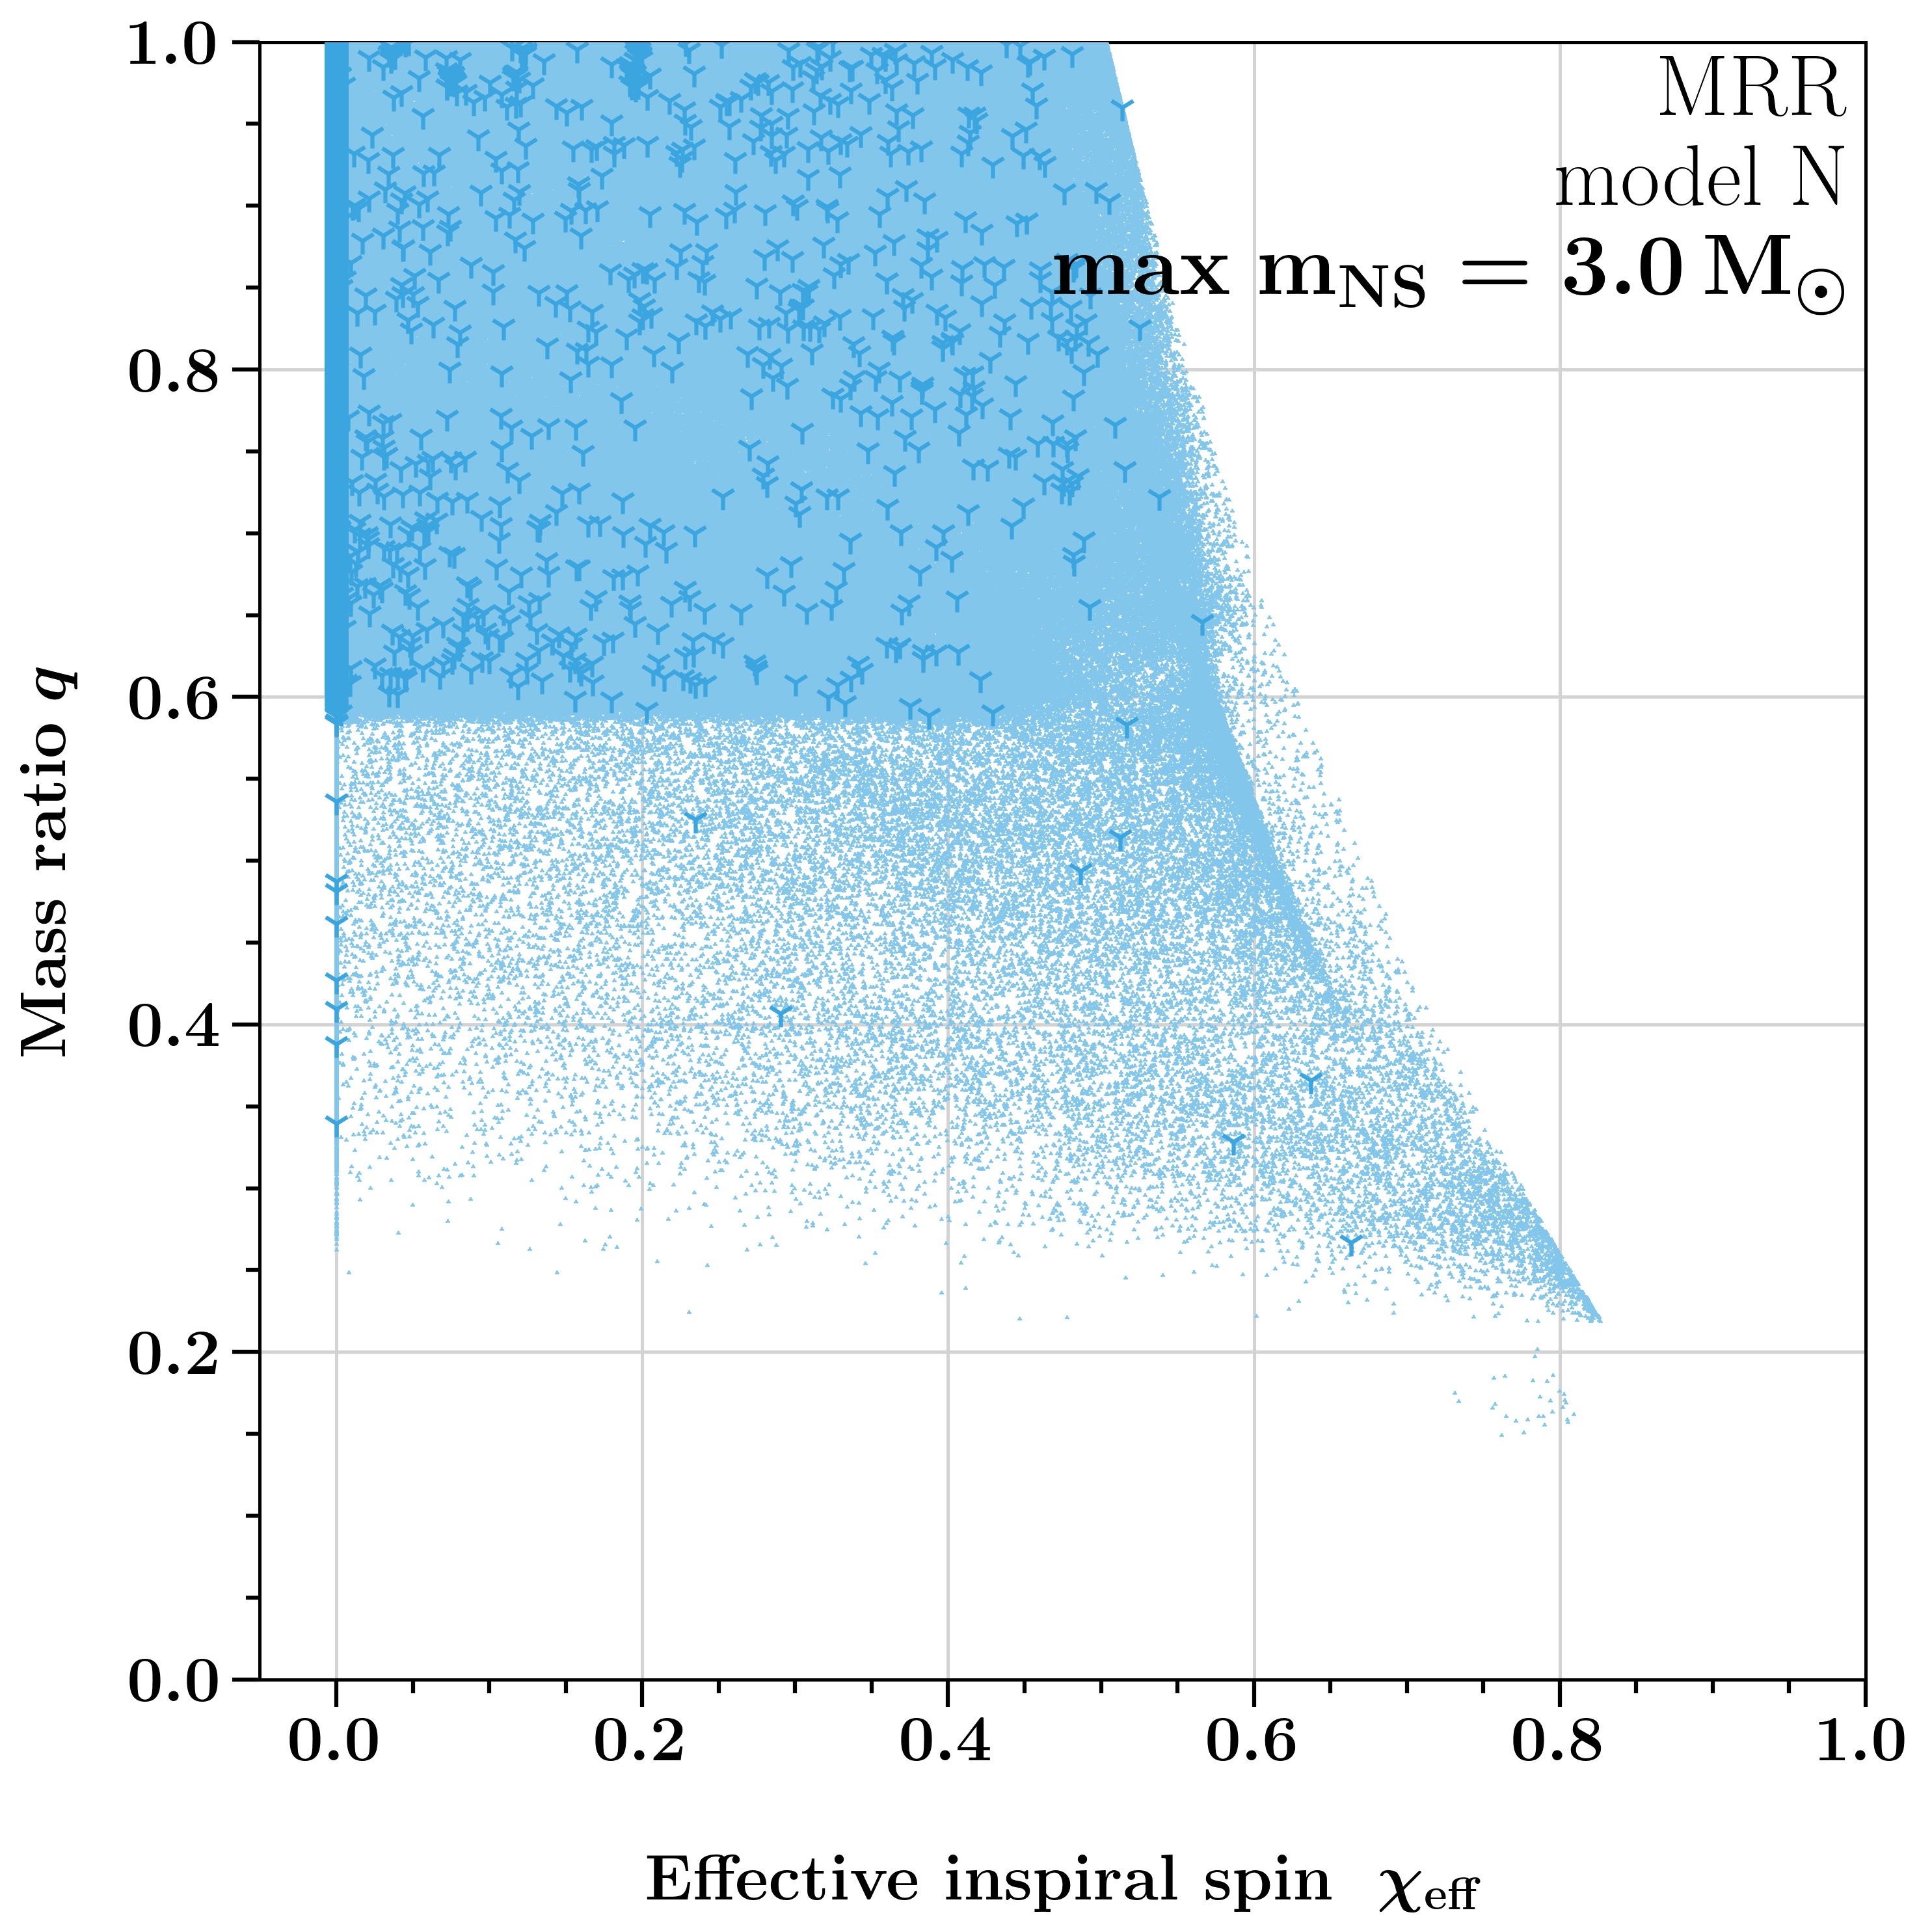 MRR
model N
max m_NS = 3.0 M_⊙
1.0
0.8
0.6
0.4
0.2
0.0
Mass ratio q
0.0 0.2 0.4 0.6 0.8 1.0
Effective inspiral spin χ_eff